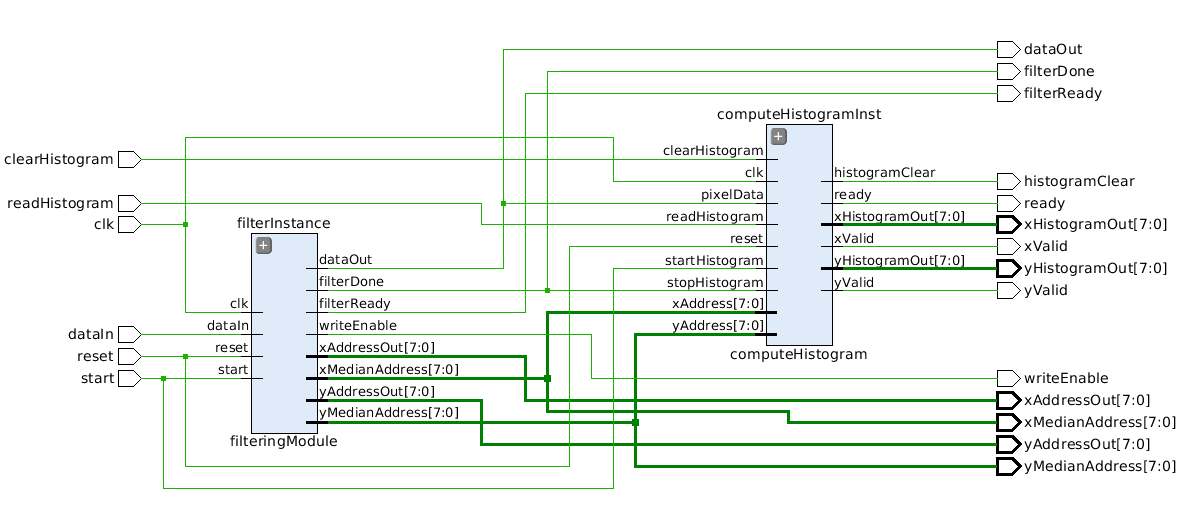 clearHistogram
readHistogram
clk
dataIn
reset
start
filterInstance
+
clk
dataIn
reset
start
dataOut
filterDone
filterReady
writeEnable
xAddressOut[7:0]
xMedianAddress[7:0]
yAddressOut[7:0]
yMedianAddress[7:0]
filteringModule
computeHistogramInst
+
clearHistogram
clk
pixelData
readHistogram
reset
startHistogram
stopHistogram
xAddress[7:0]
yAddress[7:0]
histogramClear
ready
xHistogramOut[7:0]
xValid
yHistogramOut[7:0]
yValid
computeHistogram
dataOut
filterDone
filterReady
histogramClear
ready
xHistogramOut[7:0]
xValid
yHistogramOut[7:0]
yValid
writeEnable
xAddressOut[7:0]
xMedianAddress[7:0]
yAddressOut[7:0]
yMedianAddress[7:0]